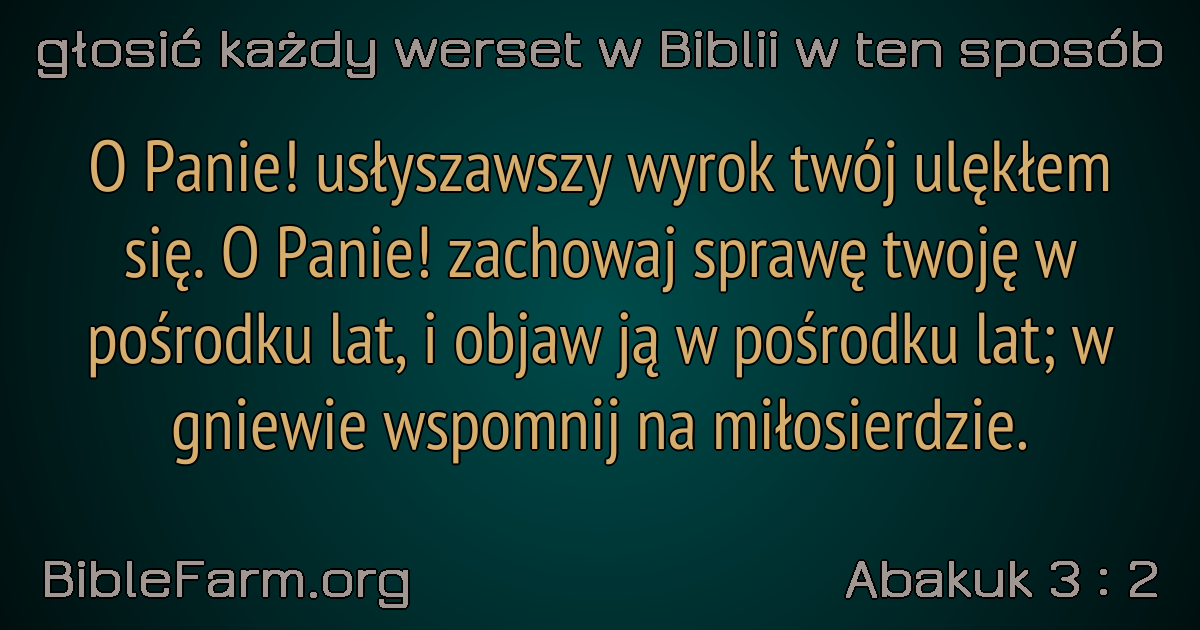 głosić każdy werset w Biblii w ten sposób
O Panie! usłyszawszy wyrok twój ulękłem
się. O Panie! zachowaj sprawę twoję w
pośrodku lat, i objaw ją w pośrodku lat; w
gniewie wspomnij na miłosierdzie.
BibleFarm.org
Abakuk 3 : 2